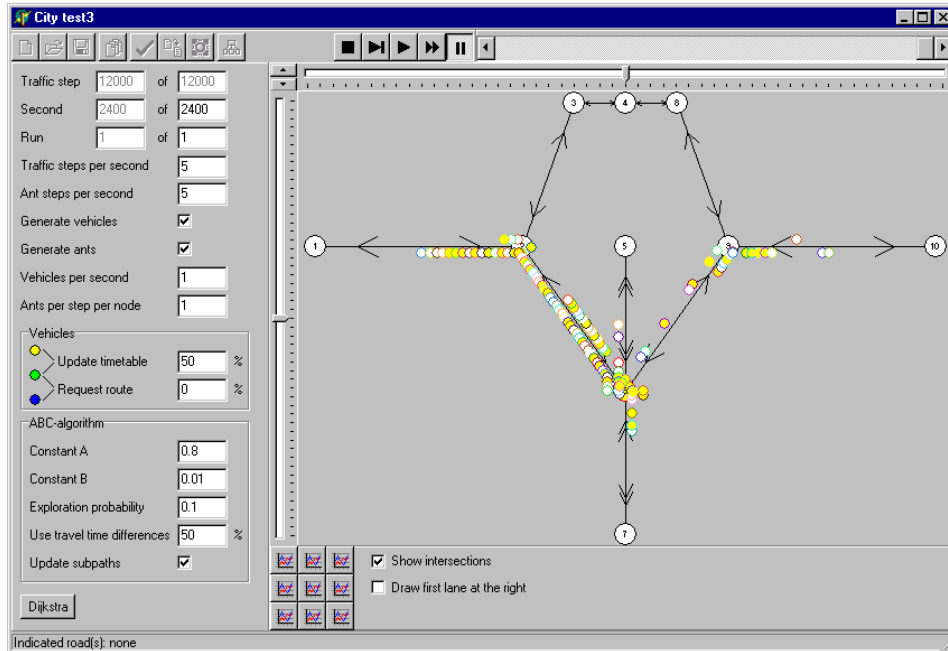 City test3
Traffic step 12000 of 12000
Second 2400 of 2400
Run 1 of 1
Traffic steps per second 5
Ant steps per second 5
Generate vehicles
Generate ants
Vehicles per second 1
Ants per step per node 1
Vehicles
Update timetable 50 %
Request route 0 %
ABC-algorithm
Constant A 0.8
Constant B 0.01
Exploration probability 0.1
Use travel time differences 50 %
Update subpaths
Dijkstra
3 4 8
1 5 10
7
Show intersections
Draw first lane at the right
Indicated road(s): none